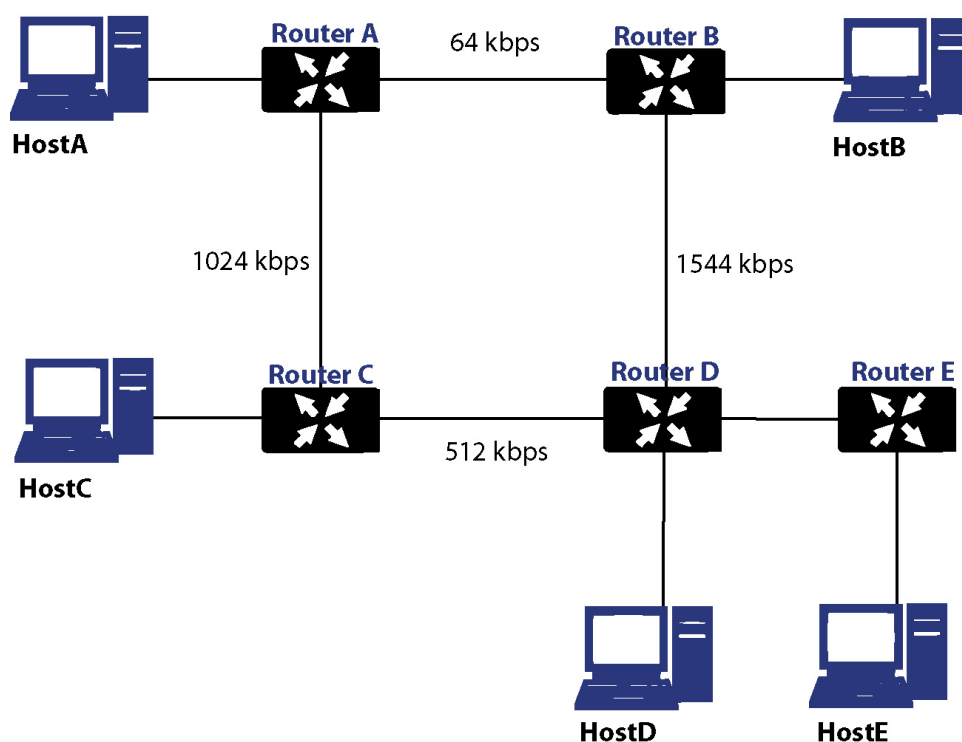 Router A
64 kbps
Router B
HostA
HostB
1024 kbps
1544 kbps
Router C
Router D
Router E
512 kbps
HostC
HostD
HostE